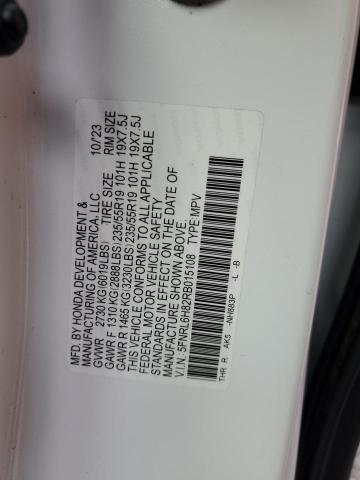 MFD. BY HONDA DEVELOPMENT &
MANUFACTURING OF AMERICA, LLC 10/23
GVWR 2730 KG(6019LBS) TIRE SIZE RIM SIZE
GAWR F 1310 KG(2888LBS)235/55R19 101H 19X7.5J
GAWR R 1465 KG(3230LBS)235/55R19 101H 19X7.5J
THIS VEHICLE CONFORMS TO ALL APPLICABLE
FEDERAL MOTOR VEHICLE SAFETY
STANDARDS IN EFFECT ON THE DATE OF
MANUFACTURE SHOWN ABOVE.
V.I.N. 5FNRL6H82RB015108 TYPE:MPV
THR R AK5 -NH883P -L -B